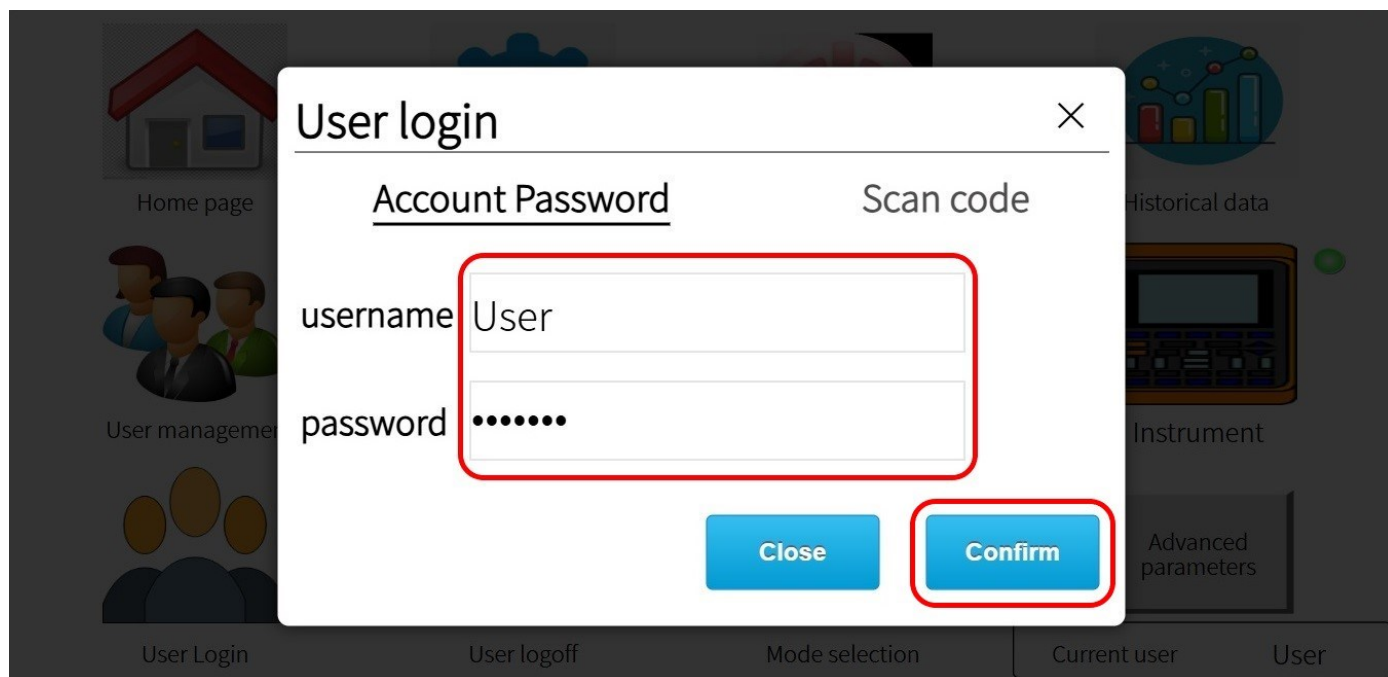 User login
Account Password Scan code
Home page
Historical data
username User
password •••••••
User managemen
Instrument
Close Confirm
Advanced
parameters
User Login User logoff Mode selection Current user User